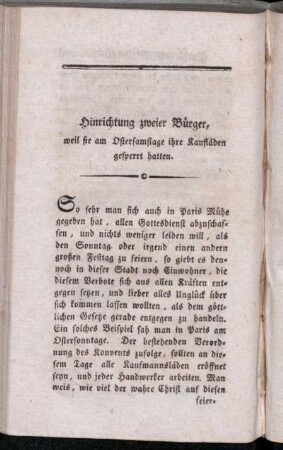 Hinrichtung zweier Bürger,
weil sie am Ostersamstage ihre Kaufläden
gesperrt hatten.
So sehr man sich auch in Paris Mühe
gegeben hat, allen Gottesdienst abzuschaf-
fen, und nichts weniger leiden will, als
den Sonntag oder irgend einen andern
großen Festtag zu feiern, so giebt es den-
noch in dieser Stadt noch Einwohner, die
diesem Verbote sich aus allen Kräften ent-
gegen setzen, und lieber alles Unglück über
sich kommen lassen wollten, als dem gött-
lichen Gesetze gerade entgegen zu handeln.
Ein solches Beispiel sah man in Paris am
Ostersonntage. Der bestehenden Verord-
nung des Konvents zufolge, sollten an die-
sem Tage alle Kaufmannsläden eröffnet
seyn, und jeder Handwerker arbeiten. Man
weis, wie viel der wahre Christ auf diesen
feier-